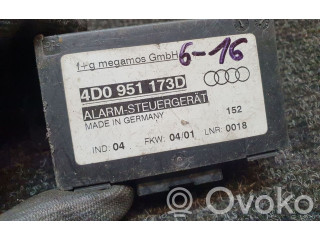 f+g megamos GmbH
6-16
4D0 951 173D
ALARM-STEUERGERÄT
MADE IN GERMANY
152
IND: 04 FKW: 04/01 LNR: 0018
Ovoko